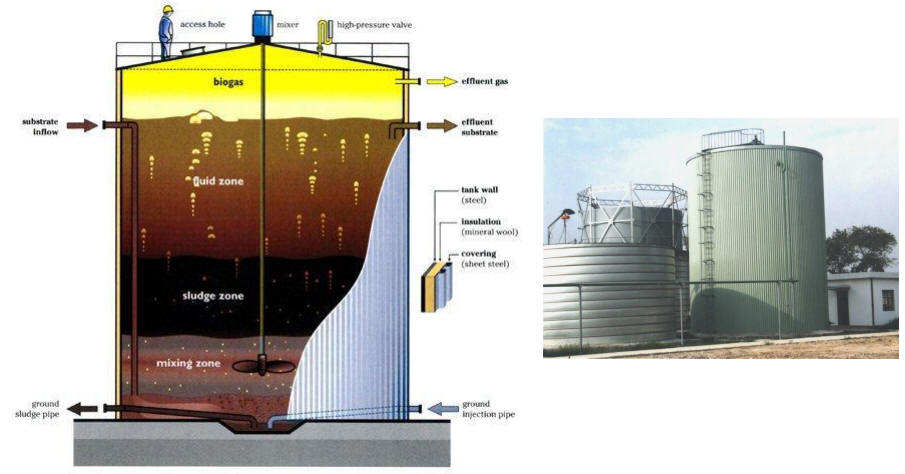 access hole
mixer
high-pressure valve
biogas
effluent gas
substrate
inflow
effluent
substrate
fluid zone
tank wall
(steel)
insulation
(mineral wool)
covering
(sheet steel)
sludge zone
mixing zone
ground
sludge pipe
ground
injection pipe